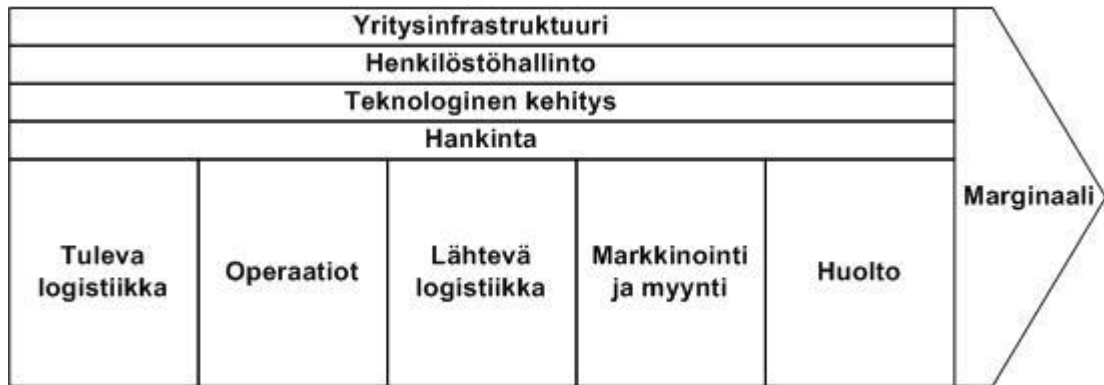 Yritysinfrastruktuuri
Henkilöstöhallinto
Teknologinen kehitys
Hankinta
Marginaali
Tuleva
logistiikka
Operaatiot
Lähtevä
logistiikka
Markkinointi
ja myynti
Huolto